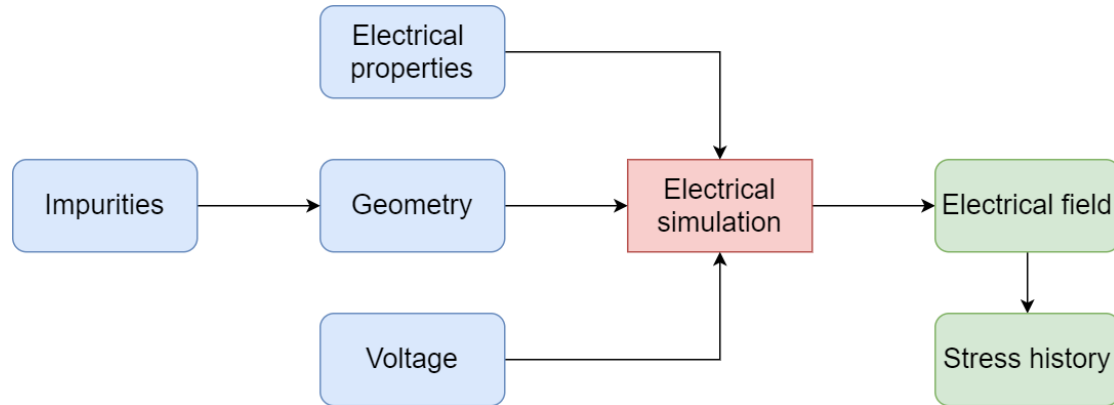 Electrical
properties
Impurities
Geometry
Electrical
simulation
Electrical field
Voltage
Stress history